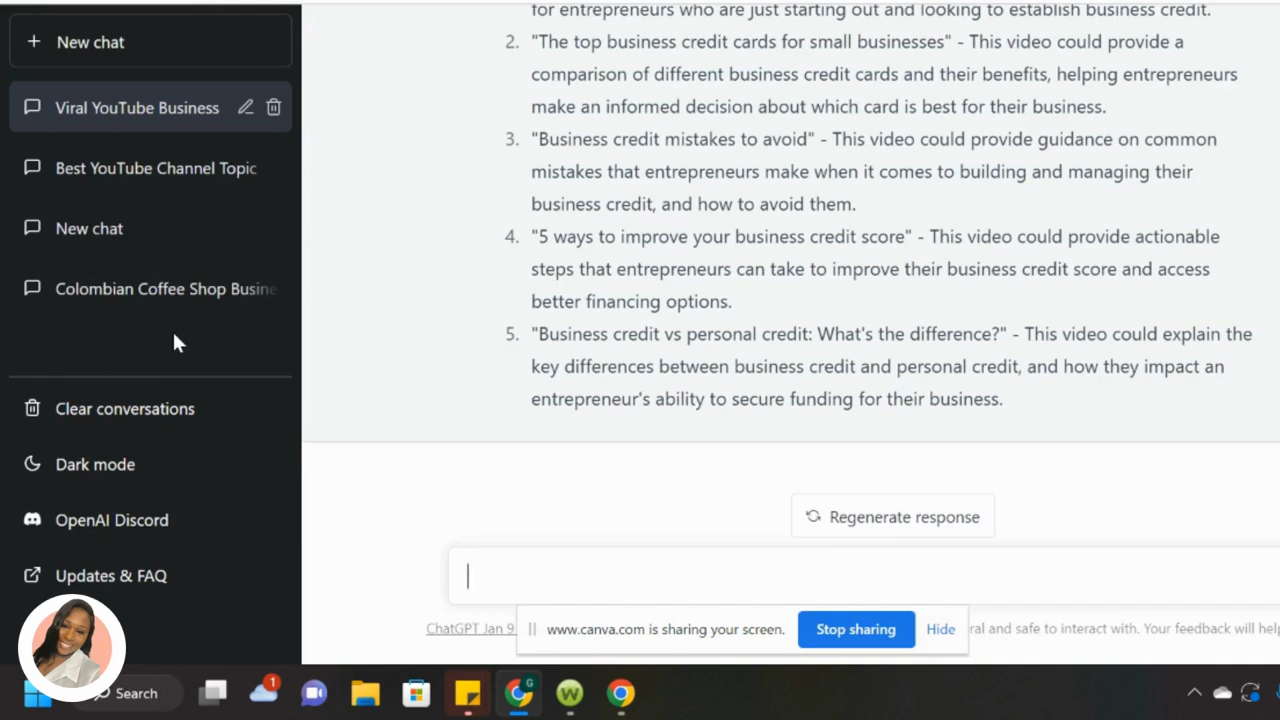 New chat
Viral YouTube Business
Best YouTube Channel Topic
New chat
Colombian Coffee Shop Busine
Clear conversations
Dark mode
OpenAI Discord
Updates & FAQ
for entrepreneurs who are just starting out and looking to establish business credit.
2. "The top business credit cards for small businesses" - This video could provide a
comparison of different business credit cards and their benefits, helping entrepreneurs
make an informed decision about which card is best for their business.
3. "Business credit mistakes to avoid" - This video could provide guidance on common
mistakes that entrepreneurs make when it comes to building and managing their
business credit, and how to avoid them.
4. "5 ways to improve your business credit score" - This video could provide actionable
steps that entrepreneurs can take to improve their business credit score and access
better financing options.
5. "Business credit vs personal credit: What's the difference?" - This video could explain the
key differences between business credit and personal credit, and how they impact an
entrepreneur's ability to secure funding for their business.
Regenerate response
ChatGPT Jan 9
www.canva.com is sharing your screen. Stop sharing Hide
ral and safe to interact with. Your feedback will help
Search
1
G
W